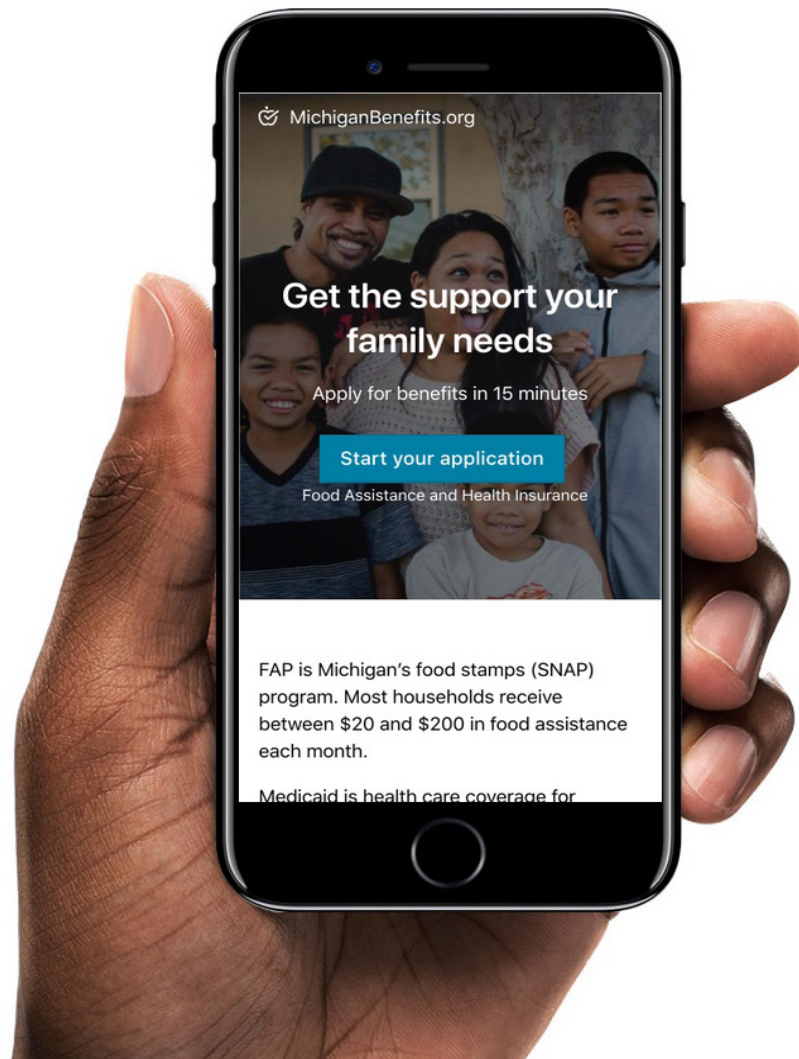 MichiganBenefits.org
Get the support your
family needs
Apply for benefits in 15 minutes
Start your application
Food Assistance and Health Insurance
FAP is Michigan’s food stamps (SNAP)
program. Most households receive
between $20 and $200 in food assistance
each month.
Medicaid is health care coverage for